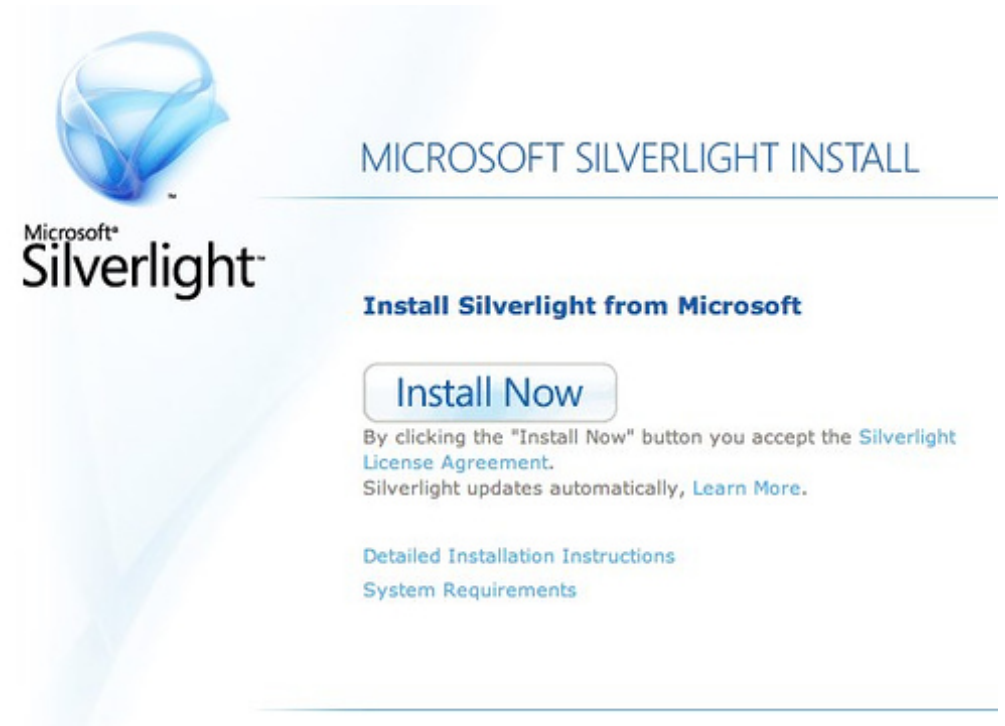 MICROSOFT SILVERLIGHT INSTALL
Microsoft®
Silverlight™
Install Silverlight from Microsoft
Install Now
By clicking the "Install Now" button you accept the Silverlight
License Agreement.
Silverlight updates automatically, Learn More.
Detailed Installation Instructions
System Requirements